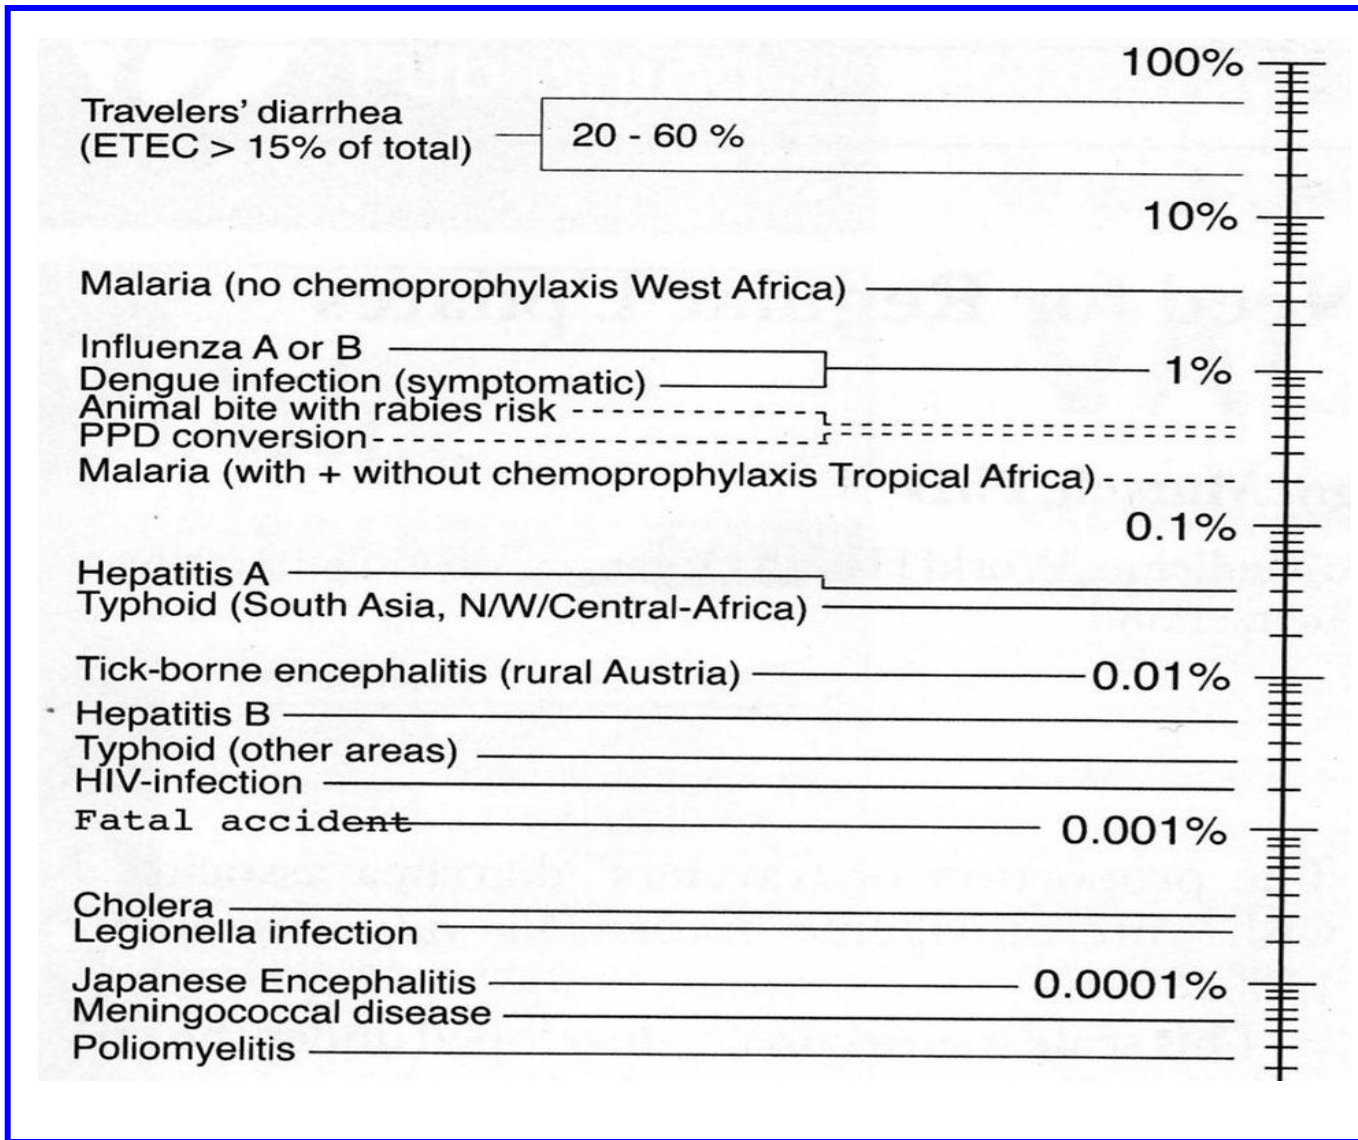 100%
Travelers’ diarrhea
(ETEC > 15% of total)
20 - 60 %
10%
Malaria (no chemoprophylaxis West Africa)
Influenza A or B
1%
Dengue infection (symptomatic)
Animal bite with rabies risk
PPD conversion
Malaria (with + without chemoprophylaxis Tropical Africa)
0.1%
Hepatitis A
Typhoid (South Asia, N/W/Central-Africa)
Tick-borne encephalitis (rural Austria)
0.01%
Hepatitis B
Typhoid (other areas)
HIV-infection
Fatal accident
0.001%
Cholera
Legionella infection
Japanese Encephalitis
0.0001%
Meningococcal disease
Poliomyelitis